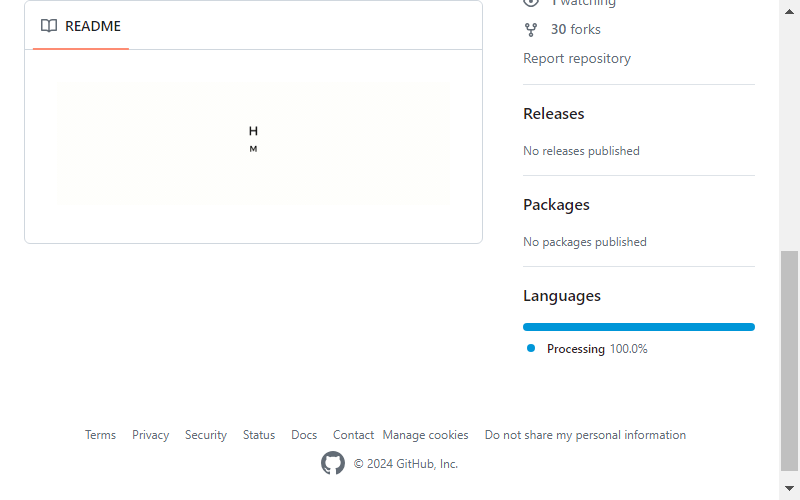 README
H
M
1 watching
30 forks
Report repository
Releases
No releases published
Packages
No packages published
Languages
Processing 100.0%
Terms Privacy Security Status Docs Contact Manage cookies Do not share my personal information
© 2024 GitHub, Inc.